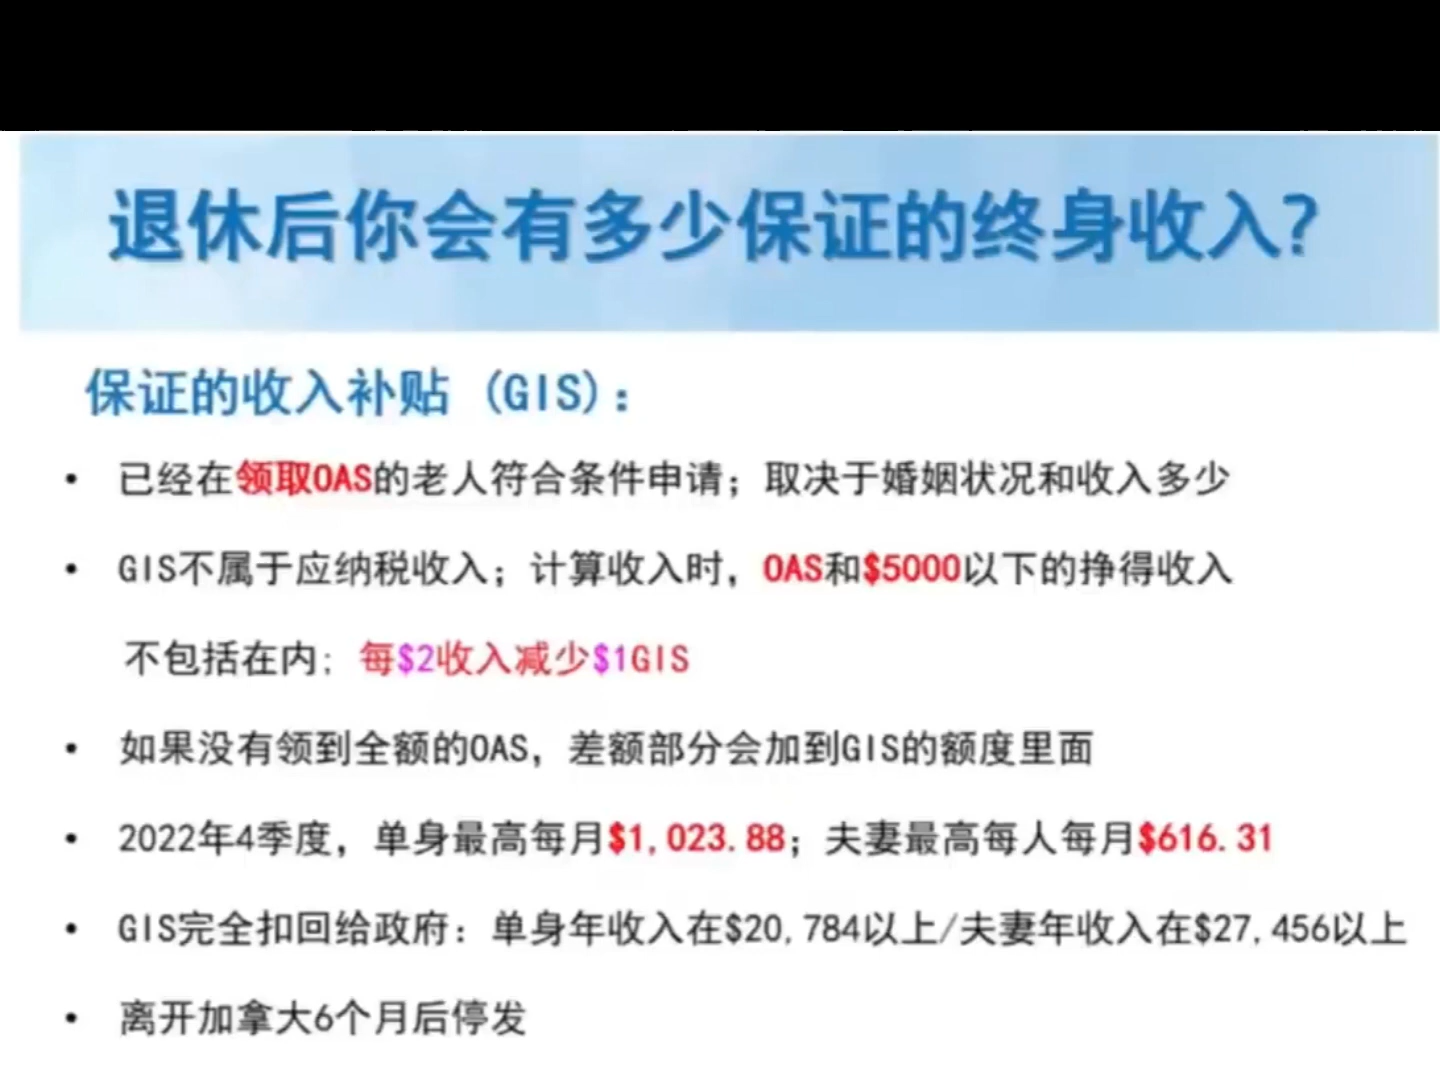 退休后你会有多少保证的终身收入?
保证的收入补贴 (GIS)：
• 已经在领取OAS的老人符合条件申请；取决于婚姻状况和收入多少
• GIS不属于应纳税收入；计算收入时，OAS和$5000以下的挣得收入
不包括在内：每$2收入减少$1GIS
• 如果没有领到全额的OAS，差额部分会加到GIS的额度里面
• 2022年4季度，单身最高每月$1,023.88；夫妻最高每人每月$616.31
• GIS完全扣回给政府：单身年收入在$20,784以上/夫妻年收入在$27,456以上
• 离开加拿大6个月后停发